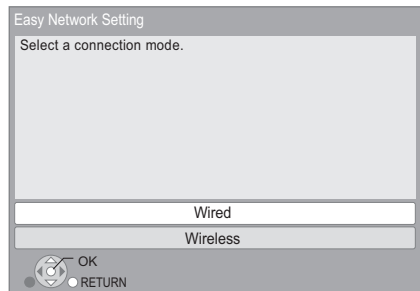 Easy Network Setting
Select a connection mode.
Wired
Wireless
OK
RETURN